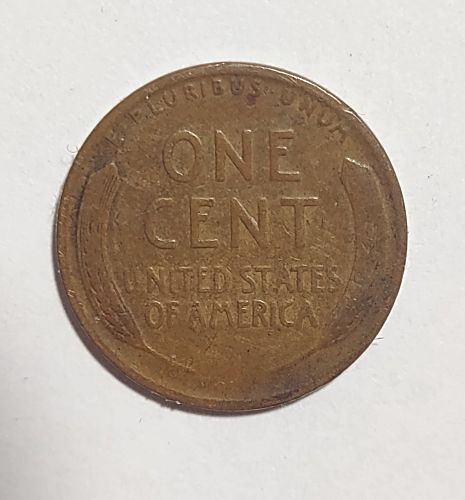 E PLURIBUS · UNUM
ONE
CENT
UNITED STATES
OF AMERICA